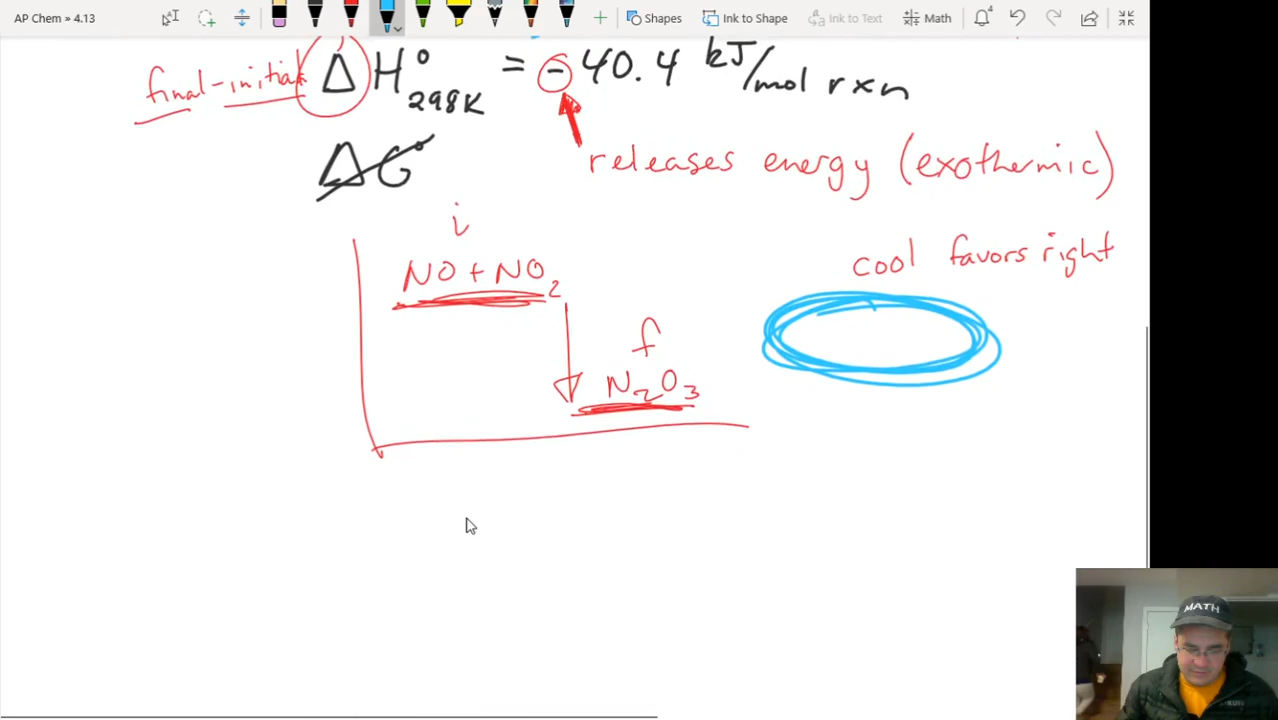 AP Chem » 4.13
Shapes
Ink to Shape
Ink to Text
Math
final-initial ΔH°298K = -40.4 kJ/mol rxn
ΔG°
releases energy (exothermic)
i
NO + NO2
cool favors right
f
N2O3
MATH